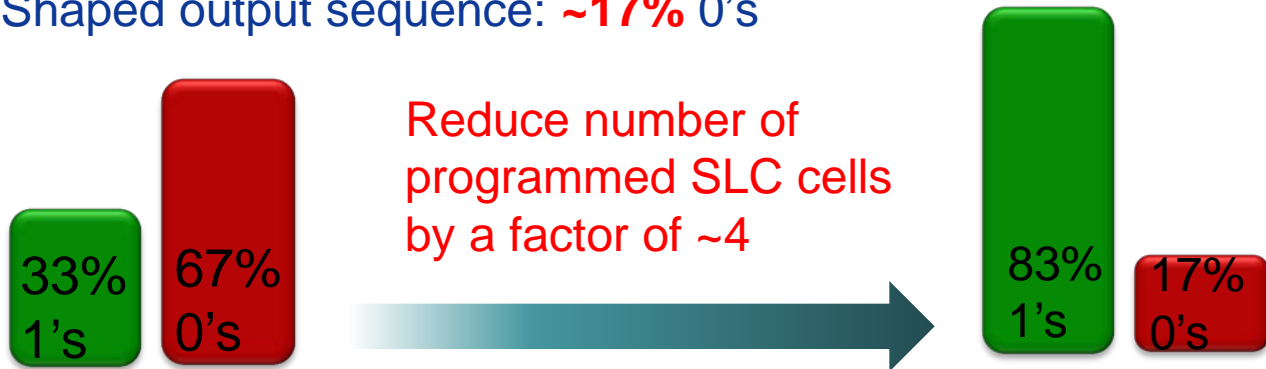 Shaped output sequence: ~17% 0's
Reduce number of
programmed SLC cells
by a factor of ~4
33%
1's
67%
0's
83%
1's
17%
0's